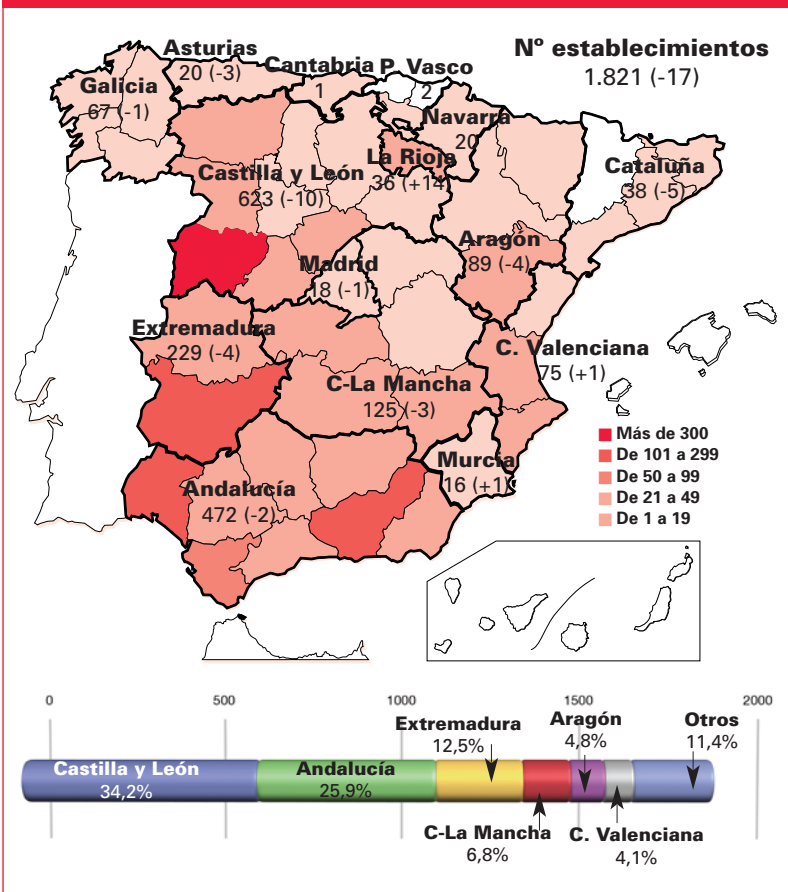 Nº establecimientos
1.821 (-17)
Asturias
20 (-3)
Cantabria
1
P. Vasco
2
Galicia
67 (-1)
Navarra
20
La Rioja
36 (+14)
Castilla y León
623 (-10)
Cataluña
38 (-5)
Aragón
89 (-4)
Madrid
18 (-1)
Extremadura
229 (-4)
C. Valenciana
75 (+1)
C-La Mancha
125 (-3)
Murcia
16 (+1)
Andalucía
472 (-2)
Más de 300
De 101 a 299
De 50 a 99
De 21 a 49
De 1 a 19
0 500 1000 1500 2000
Castilla y León
34,2%
Andalucía
25,9%
Extremadura
12,5%
C-La Mancha
6,8%
Aragón
4,8%
C. Valenciana
4,1%
Otros
11,4%